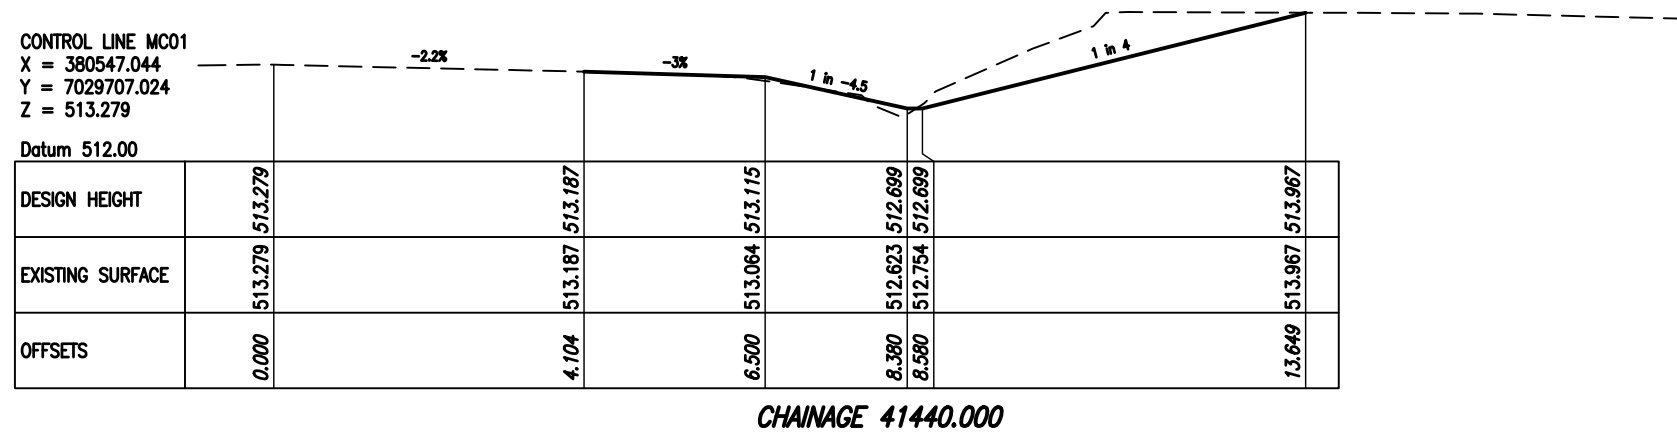 CONTROL LINE MC01
X = 380547.044
Y = 7029707.024
Z = 513.279
-2.2%
-3%
1 in -4.5
1 in 4
Datum 512.00
DESIGN HEIGHT 513.279 513.187 513.115 512.699 512.699 513.967
EXISTING SURFACE 513.279 513.187 513.064 512.623 512.754 513.967
OFFSETS 0.000 4.104 6.500 8.380 8.580 13.649
CHAINAGE 41440.000